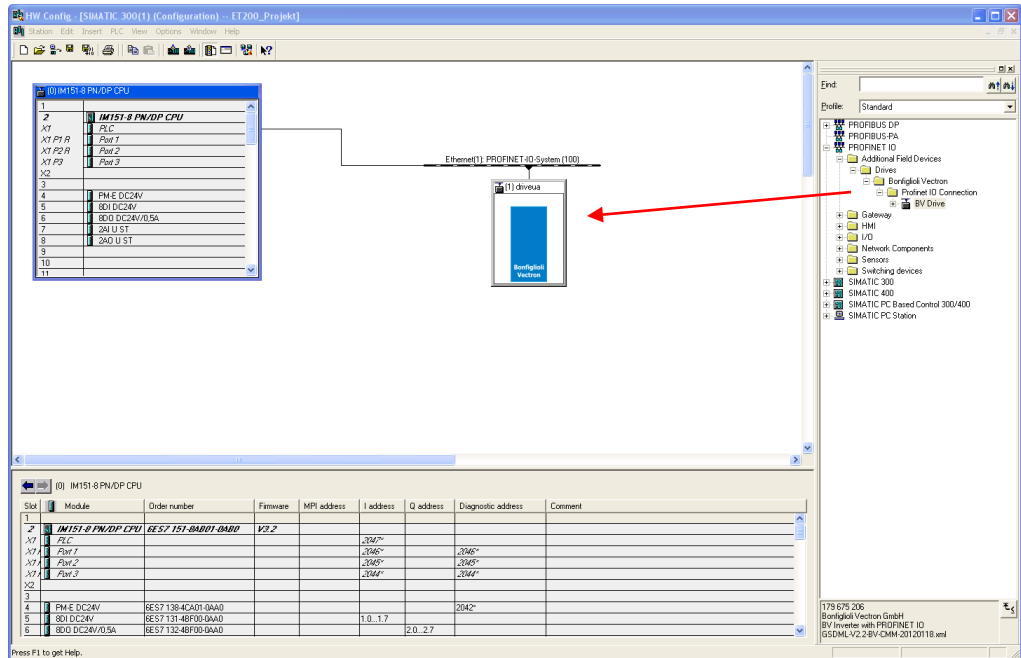 HW Config - [SIMATIC 300(1) (Configuration) -- ET200_Projekt]
Station Edit Insert PLC View Options Window Help
(0) IM151-8 PN/DP CPU
1
2 IM151-8 PN/DP CPU
X1 PLC
X1 P1 R Port 1
X1 P2 R Port 2
X1 P3 Port 3
X2
3
4 PM-E DC24V
5 8DI DC24V
6 8DO DC24V/0,5A
7 2AI U ST
8 2AO U ST
9
10
11
Ethernet(1): PROFINET-IO-System (100)
(1) driveua
Bonfiglioli
Vectron
Find:
Profile: Standard
PROFIBUS DP
PROFIBUS-PA
PROFINET IO
Additional Field Devices
Drives
Bonfiglioli Vectron
Profinet IO Connection
BV Drive
Gateway
HMI
I/O
Network Components
Sensors
Switching devices
SIMATIC 300
SIMATIC 400
SIMATIC PC Based Control 300/400
SIMATIC PC Station
(0) IM151-8 PN/DP CPU
Slot Module Order number Firmware MPI address I address Q address Diagnostic address Comment
1
2 IM151-8 PN/DP CPU 6ES7 151-8AB01-0AB0 V3.2
X1 PLC 2047*
X1 Port 1 2046* 2046*
X1 Port 2 2045* 2045*
X1 Port 3 2044* 2044*
X2
3
4 PM-E DC24V 6ES7 138-4CA01-0AA0 2042*
5 8DI DC24V 6ES7 131-4BF00-0AA0 1.0...1.7
6 8DO DC24V/0,5A 6ES7 132-4BF00-0AA0 2.0...2.7
179 675 206
Bonfiglioli Vectron GmbH
BV Inverter with PROFINET IO
GSDML-V2.2-BV-CMM-20120118.xml
Press F1 to get Help.